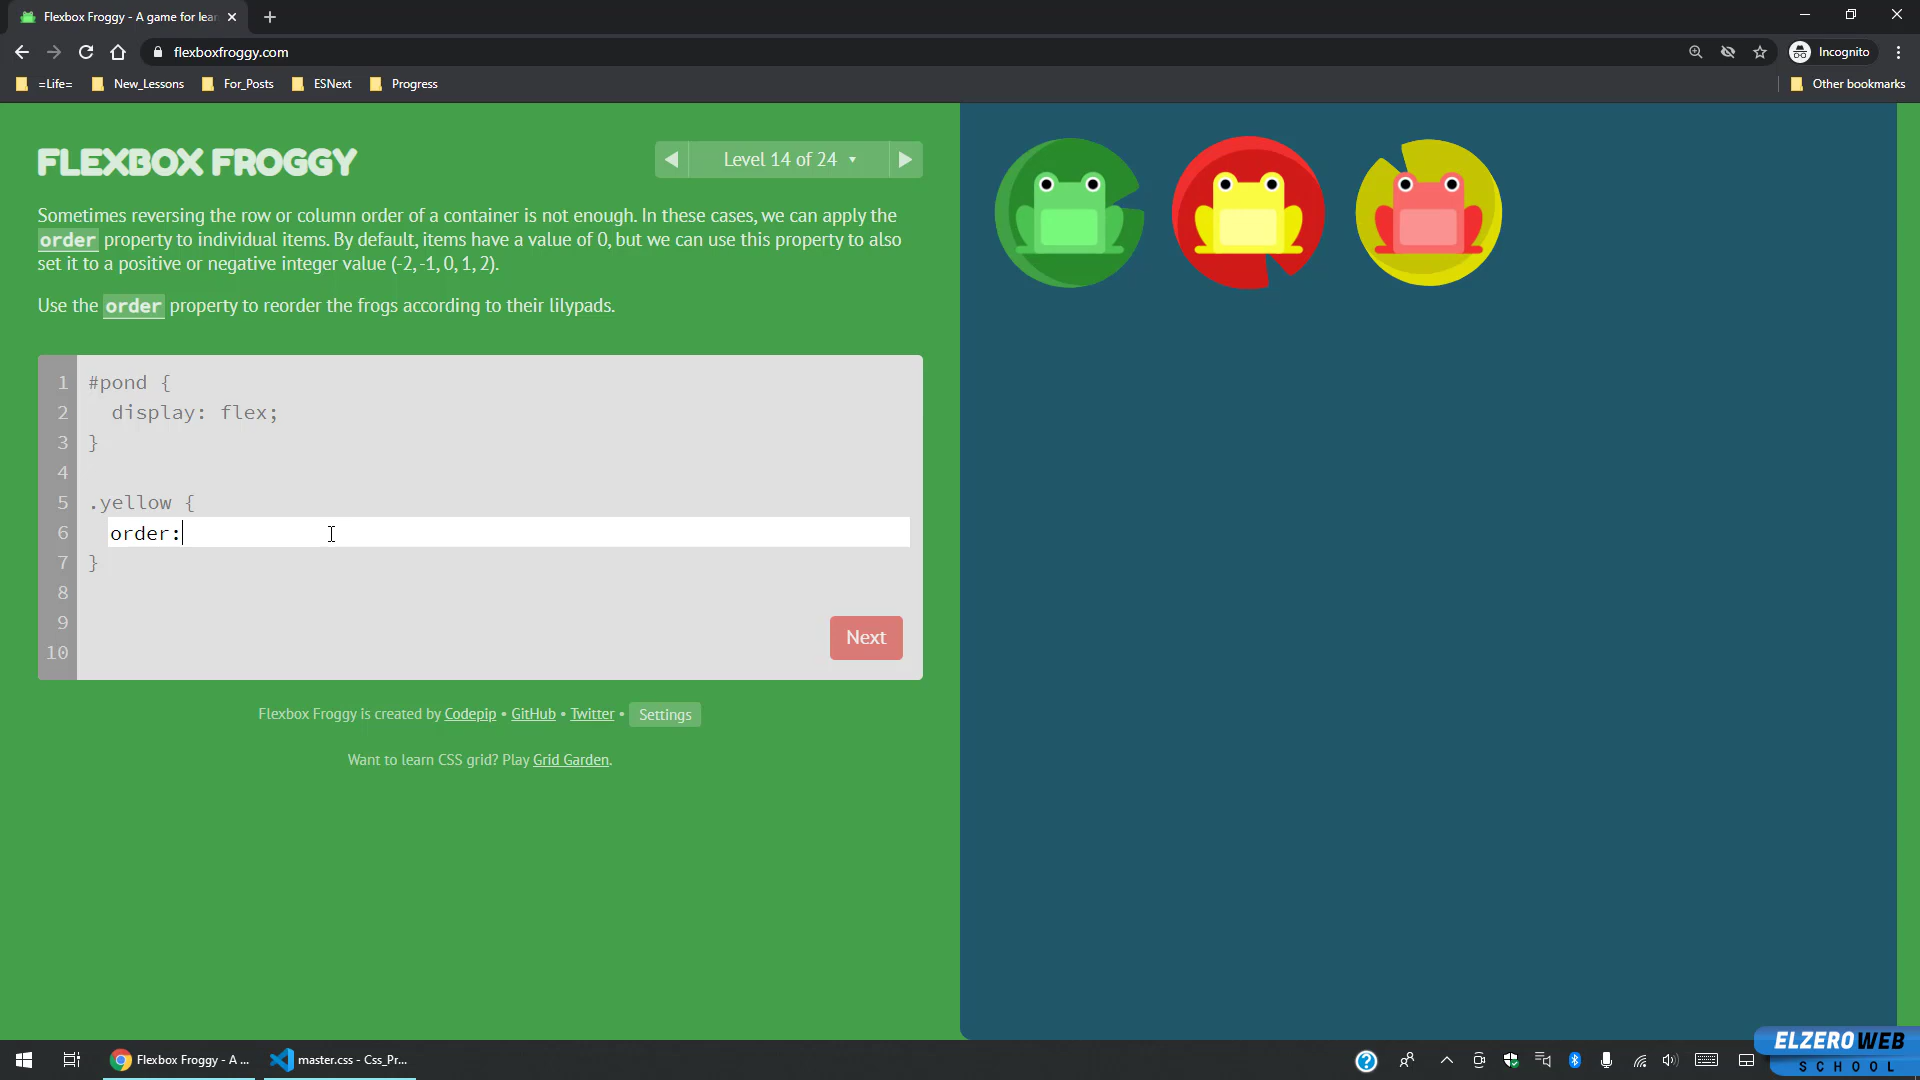 Flexbox Froggy - A game for lear
flexboxfroggy.com
Incognito
=Life=
New_Lessons
For_Posts
ESNext
Progress
Other bookmarks
FLEXBOX FROGGY
Level 14 of 24
Sometimes reversing the row or column order of a container is not enough. In these cases, we can apply the
order property to individual items. By default, items have a value of 0, but we can use this property to also
set it to a positive or negative integer value (-2, -1, 0, 1, 2).
Use the order property to reorder the frogs according to their lilypads.
1 #pond {
2 display: flex;
3 }
4
5 .yellow {
6 order:
7 }
8
9
10
Next
Flexbox Froggy is created by Codepip • GitHub • Twitter • Settings
Want to learn CSS grid? Play Grid Garden.
Flexbox Froggy - A ...
master.css - Css_Pr...
ELZEROWEB
SCHOOL